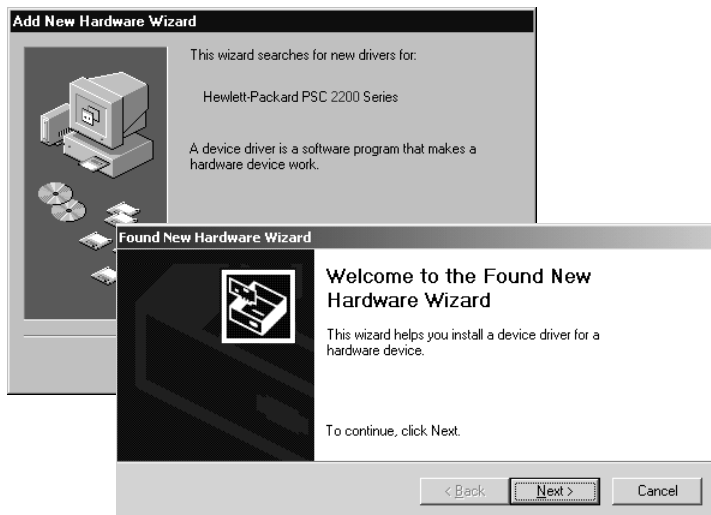 Add New Hardware Wizard
This wizard searches for new drivers for:
Hewlett-Packard PSC 2200 Series
A device driver is a software program that makes a
hardware device work.
Found New Hardware Wizard
Welcome to the Found New
Hardware Wizard
This wizard helps you install a device driver for a
hardware device.
To continue, click Next.
< Back
Next >
Cancel